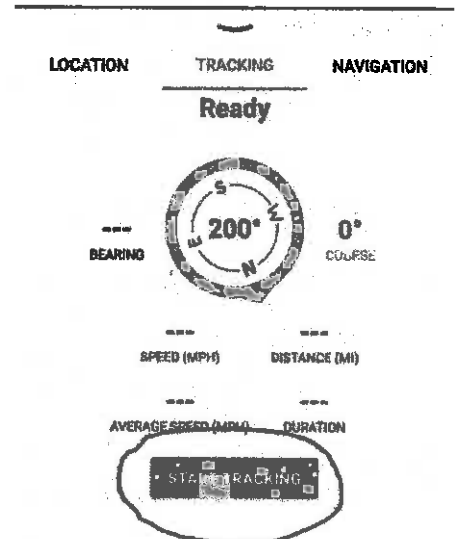 LOCATION TRACKING NAVIGATION
Ready
S
W
200°
E
N
--- 0°
BEARING COURSE
--- ---
SPEED (MPH) DISTANCE (MI)
--- ---
AVERAGE SPEED (MPH) DURATION
START TRACKING